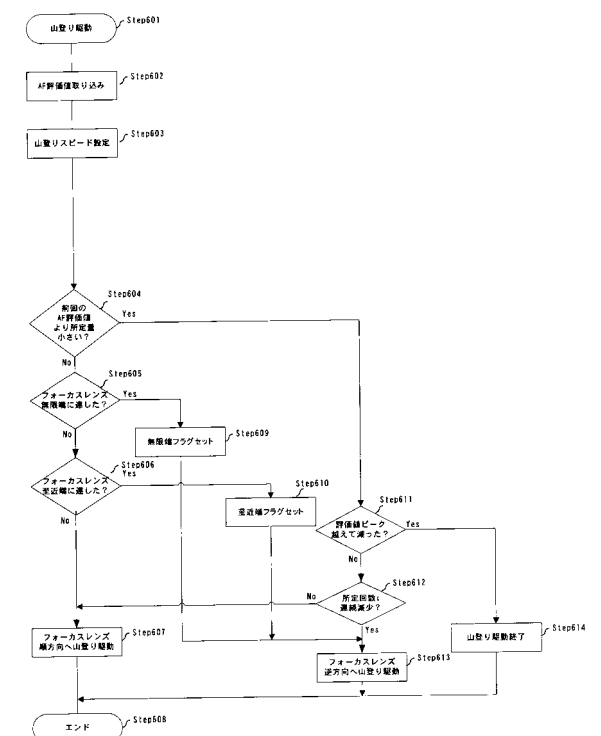 Step601
山登り駆動
Step602
AF評価値取り込み
Step603
山登りスピード設定
Step604
前回の
AF評価値
より所定量
小さい?
Yes
No
Step605
フォーカスレンズ
無限端に達した?
Yes
No
Step609
無限端フラグセット
Step606
フォーカスレンズ
至近端に達した?
Yes
No
Step610
至近端フラグセット
Step611
評価値ピーク
越えて減った?
Yes
No
Step612
所定回数
連続減少?
No
Yes
Step607
フォーカスレンズ
順方向へ山登り駆動
Step613
フォーカスレンズ
逆方向へ山登り駆動
Step614
山登り駆動終了
Step608
エンド